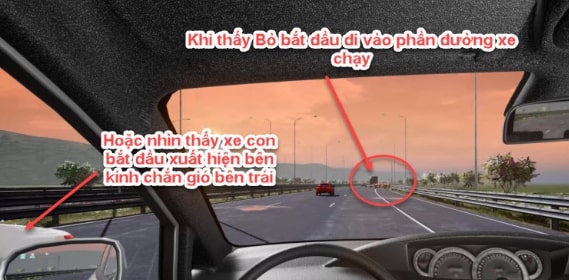 Khi thấy Bò bắt đầu đi vào phần đường xe
chạy
Hoặc nhìn thấy xe con
bắt đầu xuất hiện bên
kính chắn gió bên trái